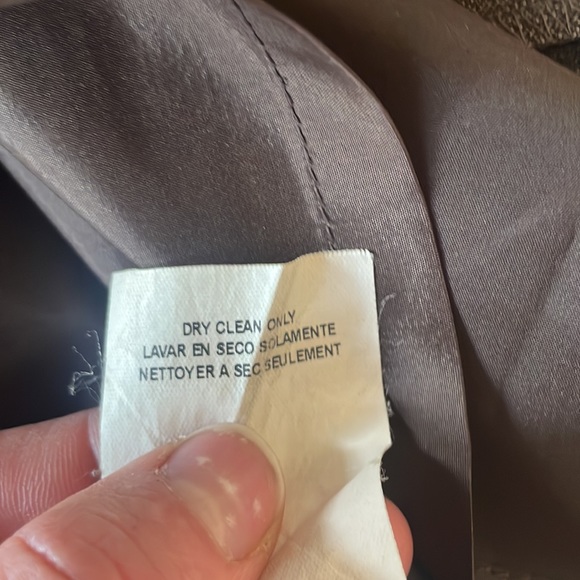 DRY CLEAN ONLY
LAVAR EN SECO SOLAMENTE
NETTOYER A SEC SEULEMENT